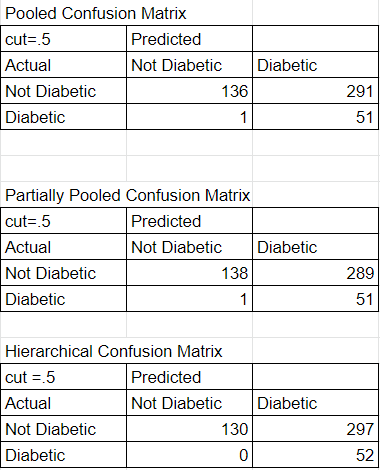 Pooled Confusion Matrix
cut=.5 Predicted
Actual Not Diabetic Diabetic
Not Diabetic 136 291
Diabetic 1 51
Partially Pooled Confusion Matrix
cut=.5 Predicted
Actual Not Diabetic Diabetic
Not Diabetic 138 289
Diabetic 1 51
Hierarchical Confusion Matrix
cut =.5 Predicted
Actual Not Diabetic Diabetic
Not Diabetic 130 297
Diabetic 0 52